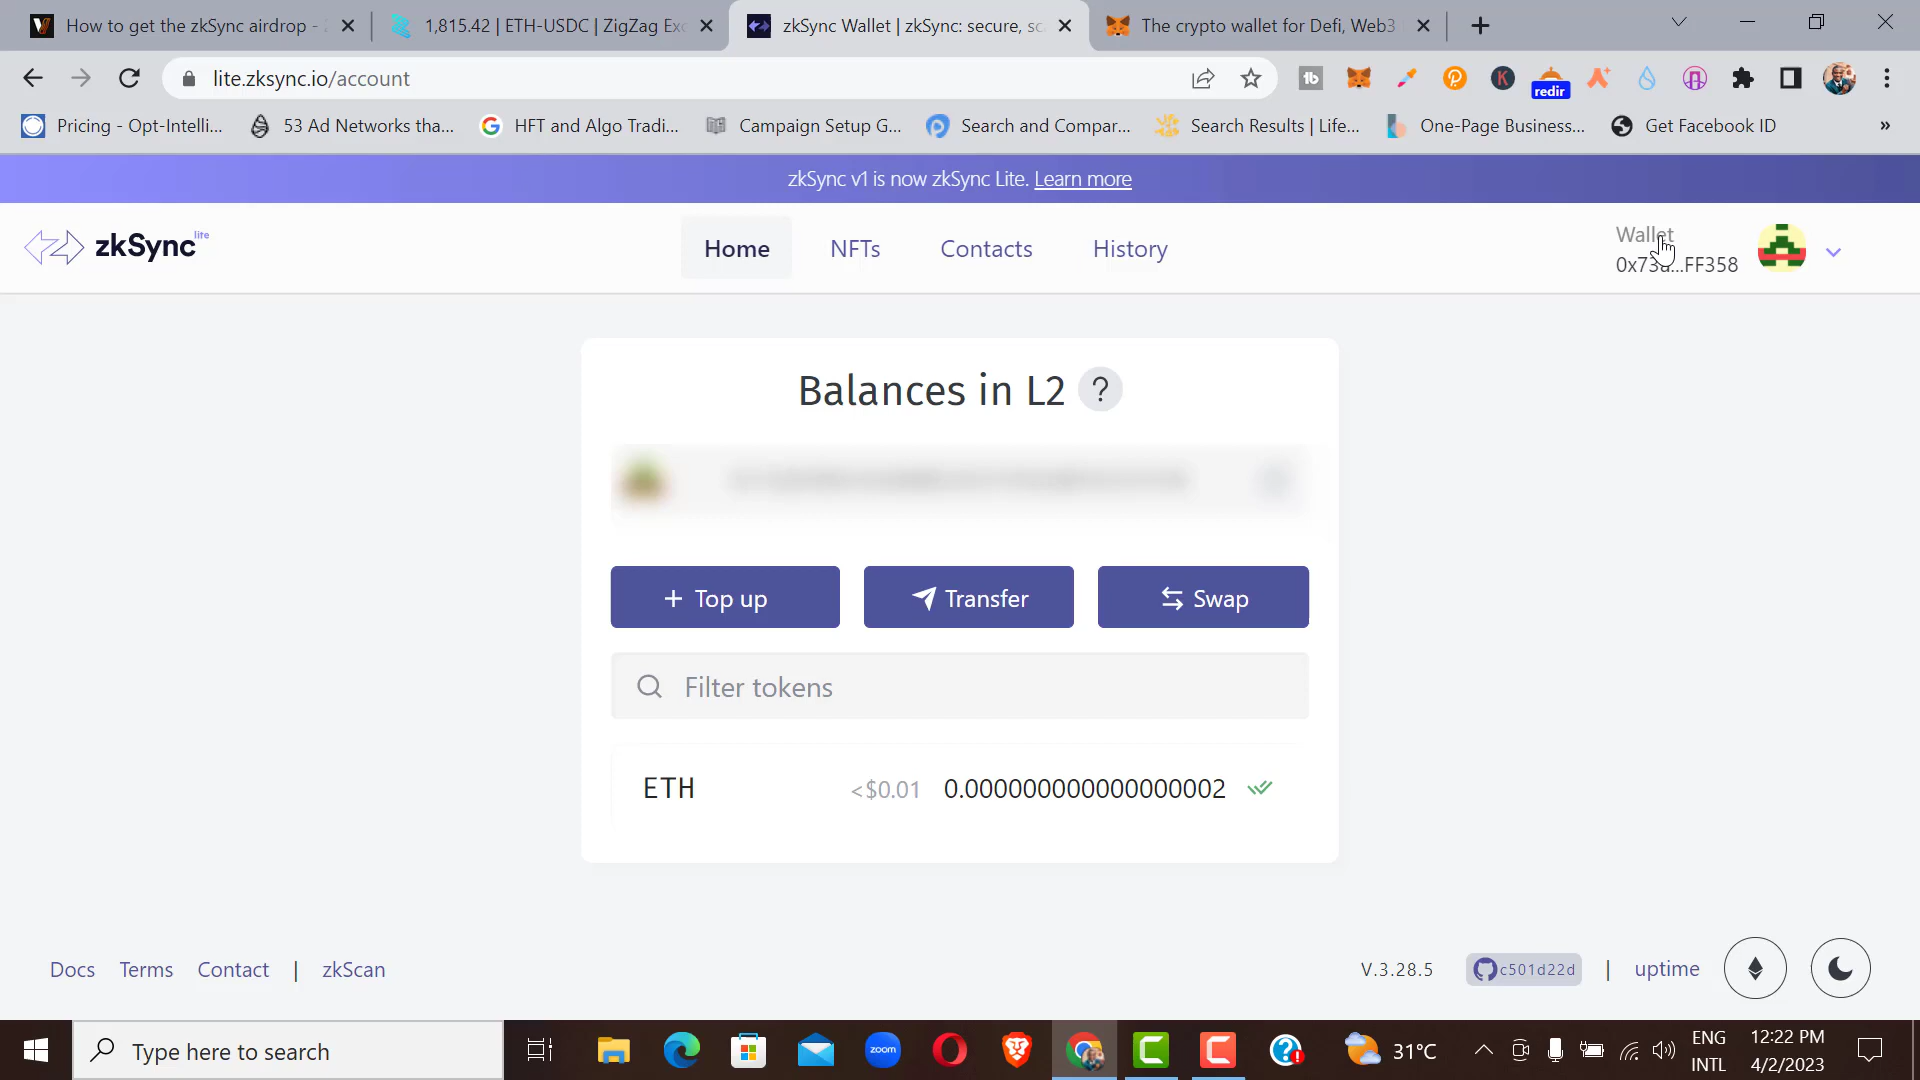 How to get the zkSync airdrop -
1,815.42 | ETH-USDC | ZigZag Exc
zkSync Wallet | zkSync: secure, sca
The crypto wallet for Defi, Web3
lite.zksync.io/account
redir
Pricing - Opt-Intelli...
53 Ad Networks tha...
HFT and Algo Tradi...
Campaign Setup G...
Search and Compar...
Search Results | Life...
One-Page Business...
Get Facebook ID
»
zkSync v1 is now zkSync Lite. Learn more
zkSync lite
Home
NFTs
Contacts
History
Wallet
0x73a...FF358
Balances in L2 ?
+ Top up
Transfer
Swap
Filter tokens
ETH <$0.01 0.000000000000000002
Docs Terms Contact | zkScan
V.3.28.5 c501d22d | uptime
Type here to search
zoom
31°C
ENG
INTL
12:22 PM
4/2/2023